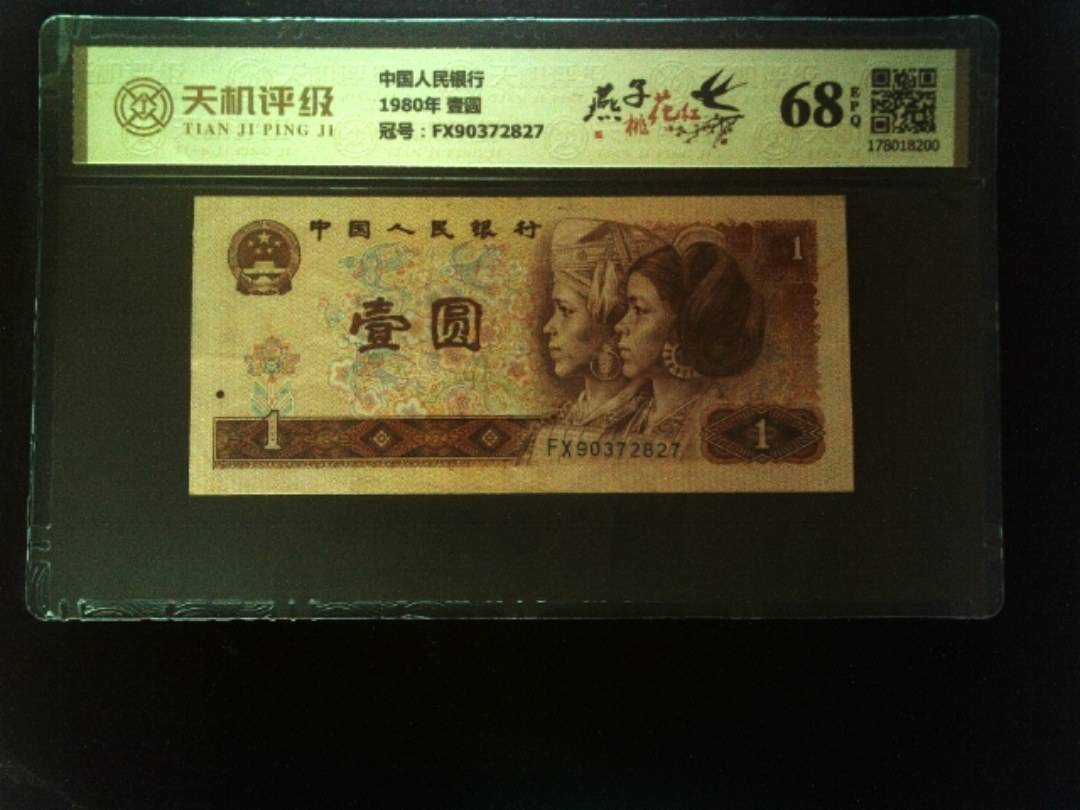 天机评级
TIAN JI PING JI
中国人民银行
1980年 壹圆
冠号：FX90372827
燕子
桃花红
68
EPQ
178018200
中国人民银行
1
壹圆
1
FX90372827
1